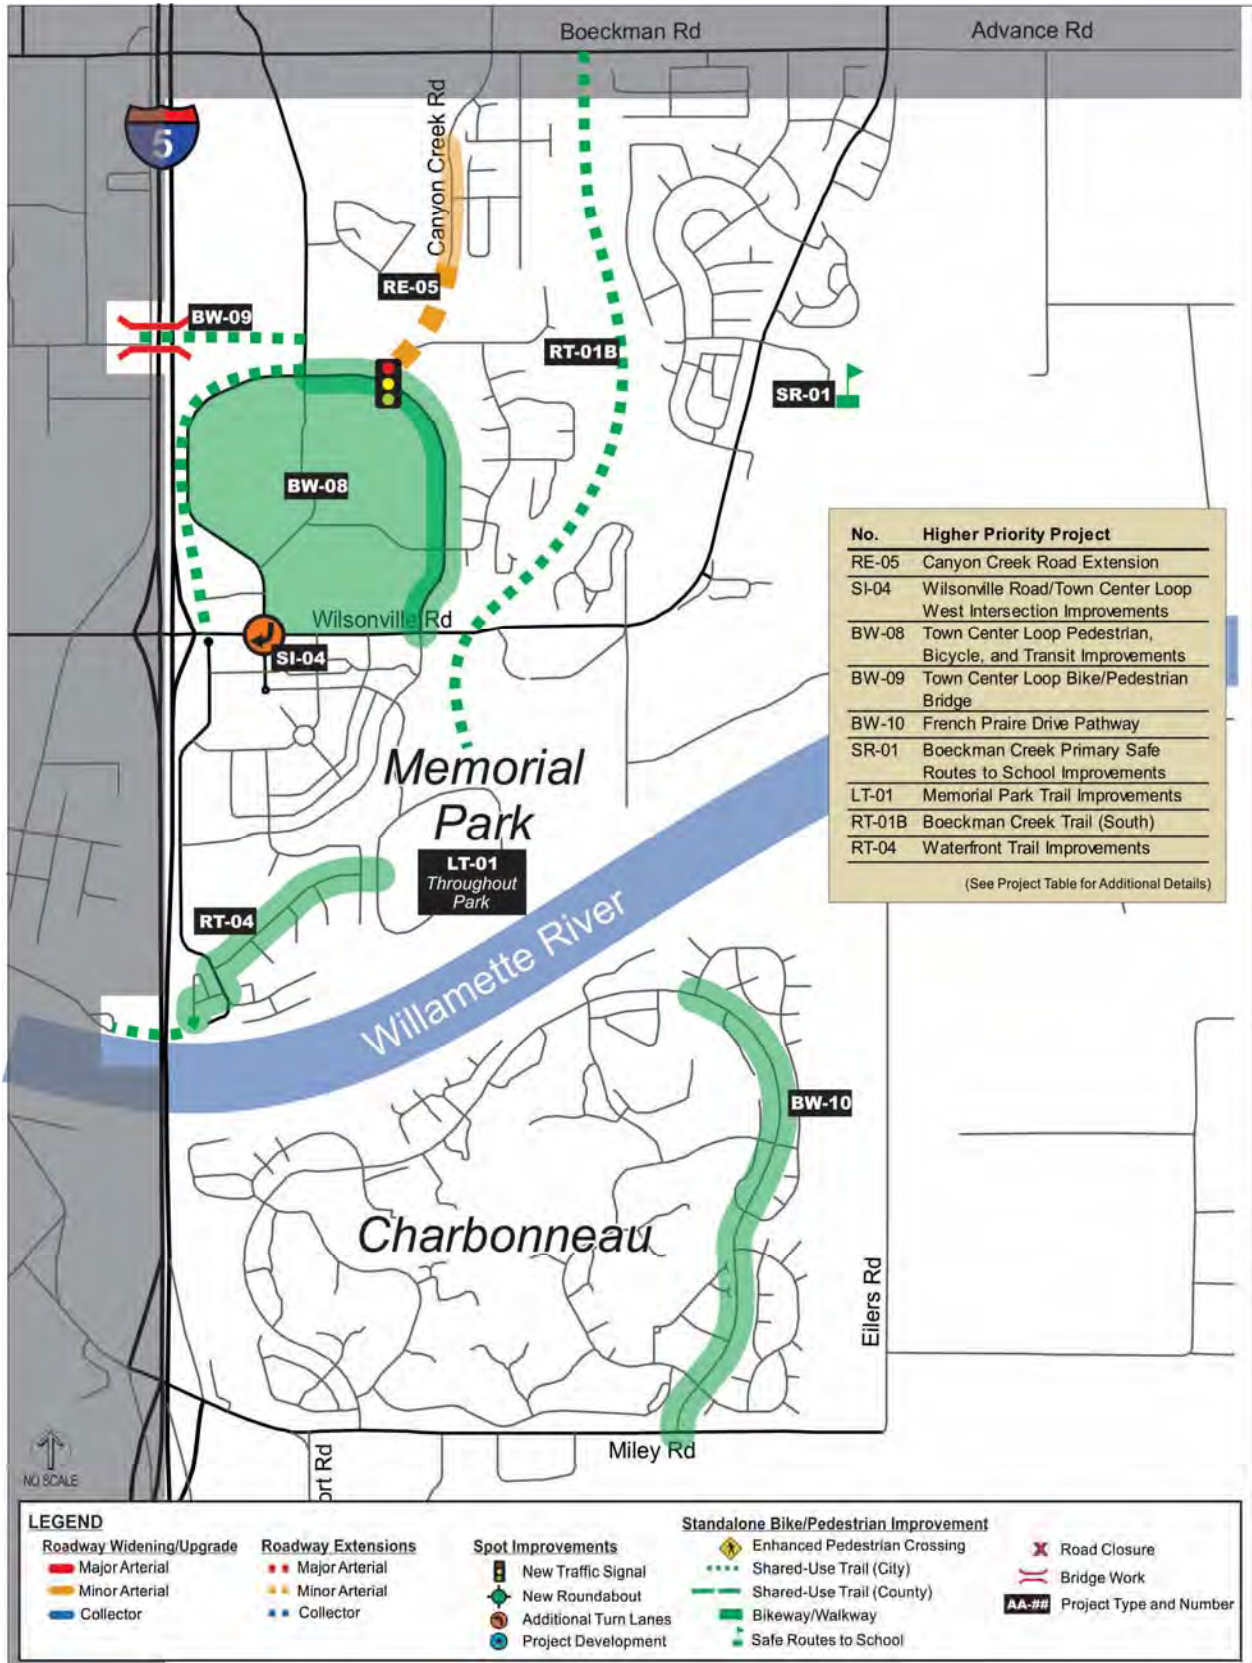 Boeckman Rd
Advance Rd
5
Canyon Creek Rd
RE-05
BW-09
RT-01B
SR-01
BW-08
Wilsonville Rd
SI-04
No. Higher Priority Project
RE-05 Canyon Creek Road Extension
SI-04 Wilsonville Road/Town Center Loop
West Intersection Improvements
BW-08 Town Center Loop Pedestrian,
Bicycle, and Transit Improvements
BW-09 Town Center Loop Bike/Pedestrian
Bridge
BW-10 French Praire Drive Pathway
SR-01 Boeckman Creek Primary Safe
Routes to School Improvements
LT-01 Memorial Park Trail Improvements
RT-01B Boeckman Creek Trail (South)
RT-04 Waterfront Trail Improvements
(See Project Table for Additional Details)
Memorial
Park
LT-01
Throughout
Park
RT-04
Willamette River
BW-10
Charbonneau
Eilers Rd
Miley Rd
ort Rd
NO SCALE
LEGEND
Roadway Widening/Upgrade
Major Arterial
Minor Arterial
Collector
Roadway Extensions
Major Arterial
Minor Arterial
Collector
Spot Improvements
New Traffic Signal
New Roundabout
Additional Turn Lanes
Project Development
Standalone Bike/Pedestrian Improvement
Enhanced Pedestrian Crossing
Shared-Use Trail (City)
Shared-Use Trail (County)
Bikeway/Walkway
Safe Routes to School
Road Closure
Bridge Work
AA-## Project Type and Number